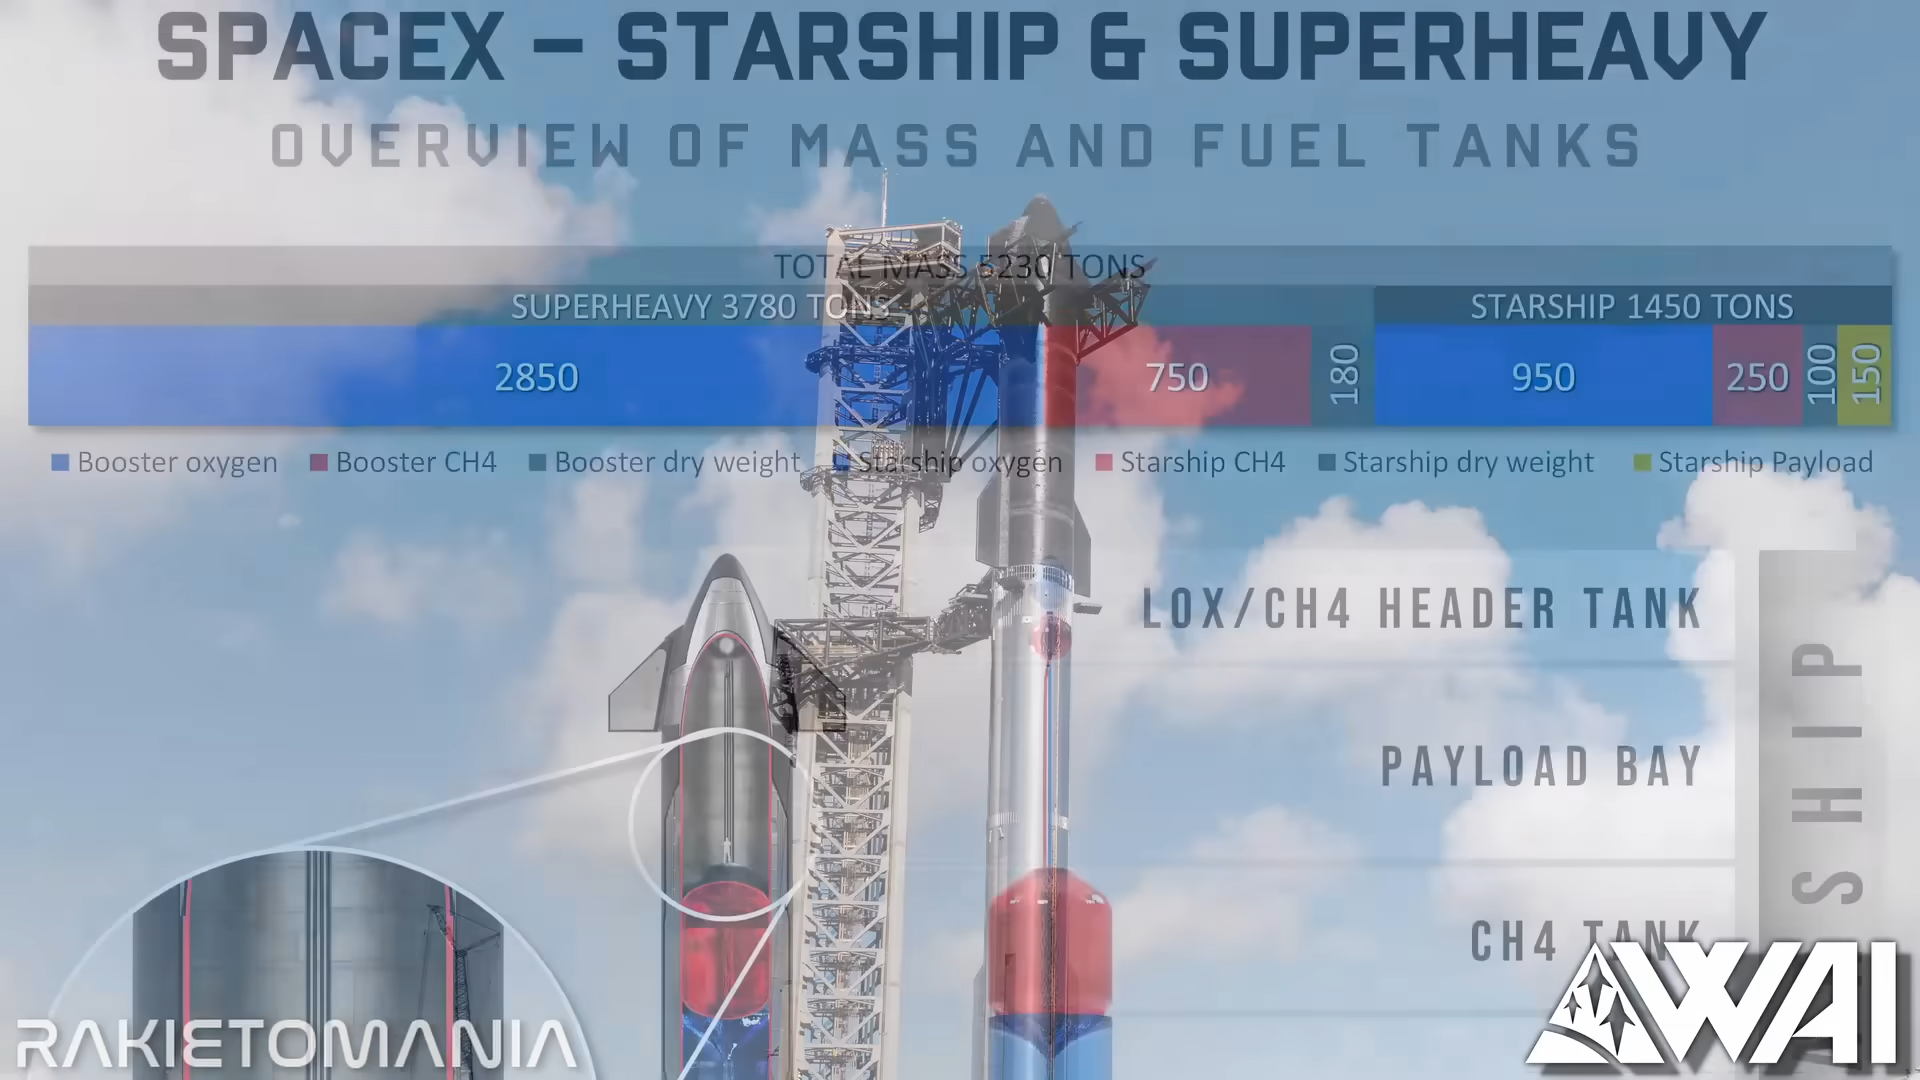 SPACEX – STARSHIP & SUPERHEAVY
OVERVIEW OF MASS AND FUEL TANKS
TOTAL MASS 5230 TONS
SUPERHEAVY 3780 TONS STARSHIP 1450 TONS
2850 750 180 950 250 100 150
Booster oxygen Booster CH4 Booster dry weight Starship oxygen Starship CH4 Starship dry weight Starship Payload
LOX/CH4 HEADER TANK
PAYLOAD BAY
CH4 TANK
SHIP
RAKIETOMANIA
WAI